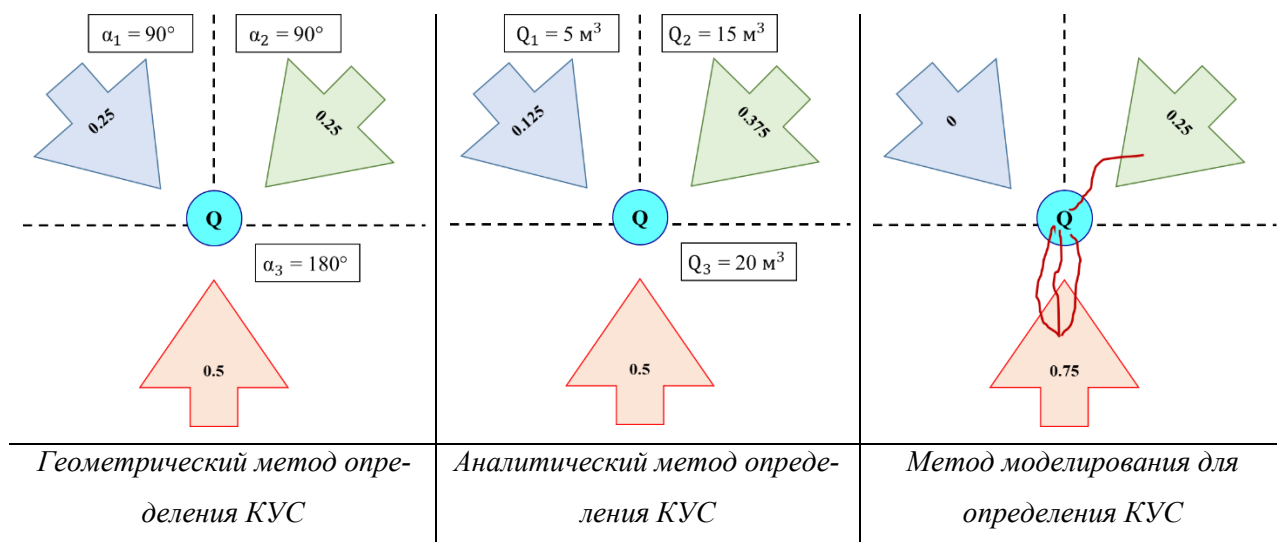 α₁ = 90°
α₂ = 90°
0.25
0.25
Q
α₃ = 180°
0.5
Геометрический метод опре-
деления КУС
Q₁ = 5 м³
Q₂ = 15 м³
0.125
0.375
Q
Q₃ = 20 м³
0.5
Аналитический метод опреде-
ления КУС
0
0.25
Q
0.75
Метод моделирования для
определения КУС